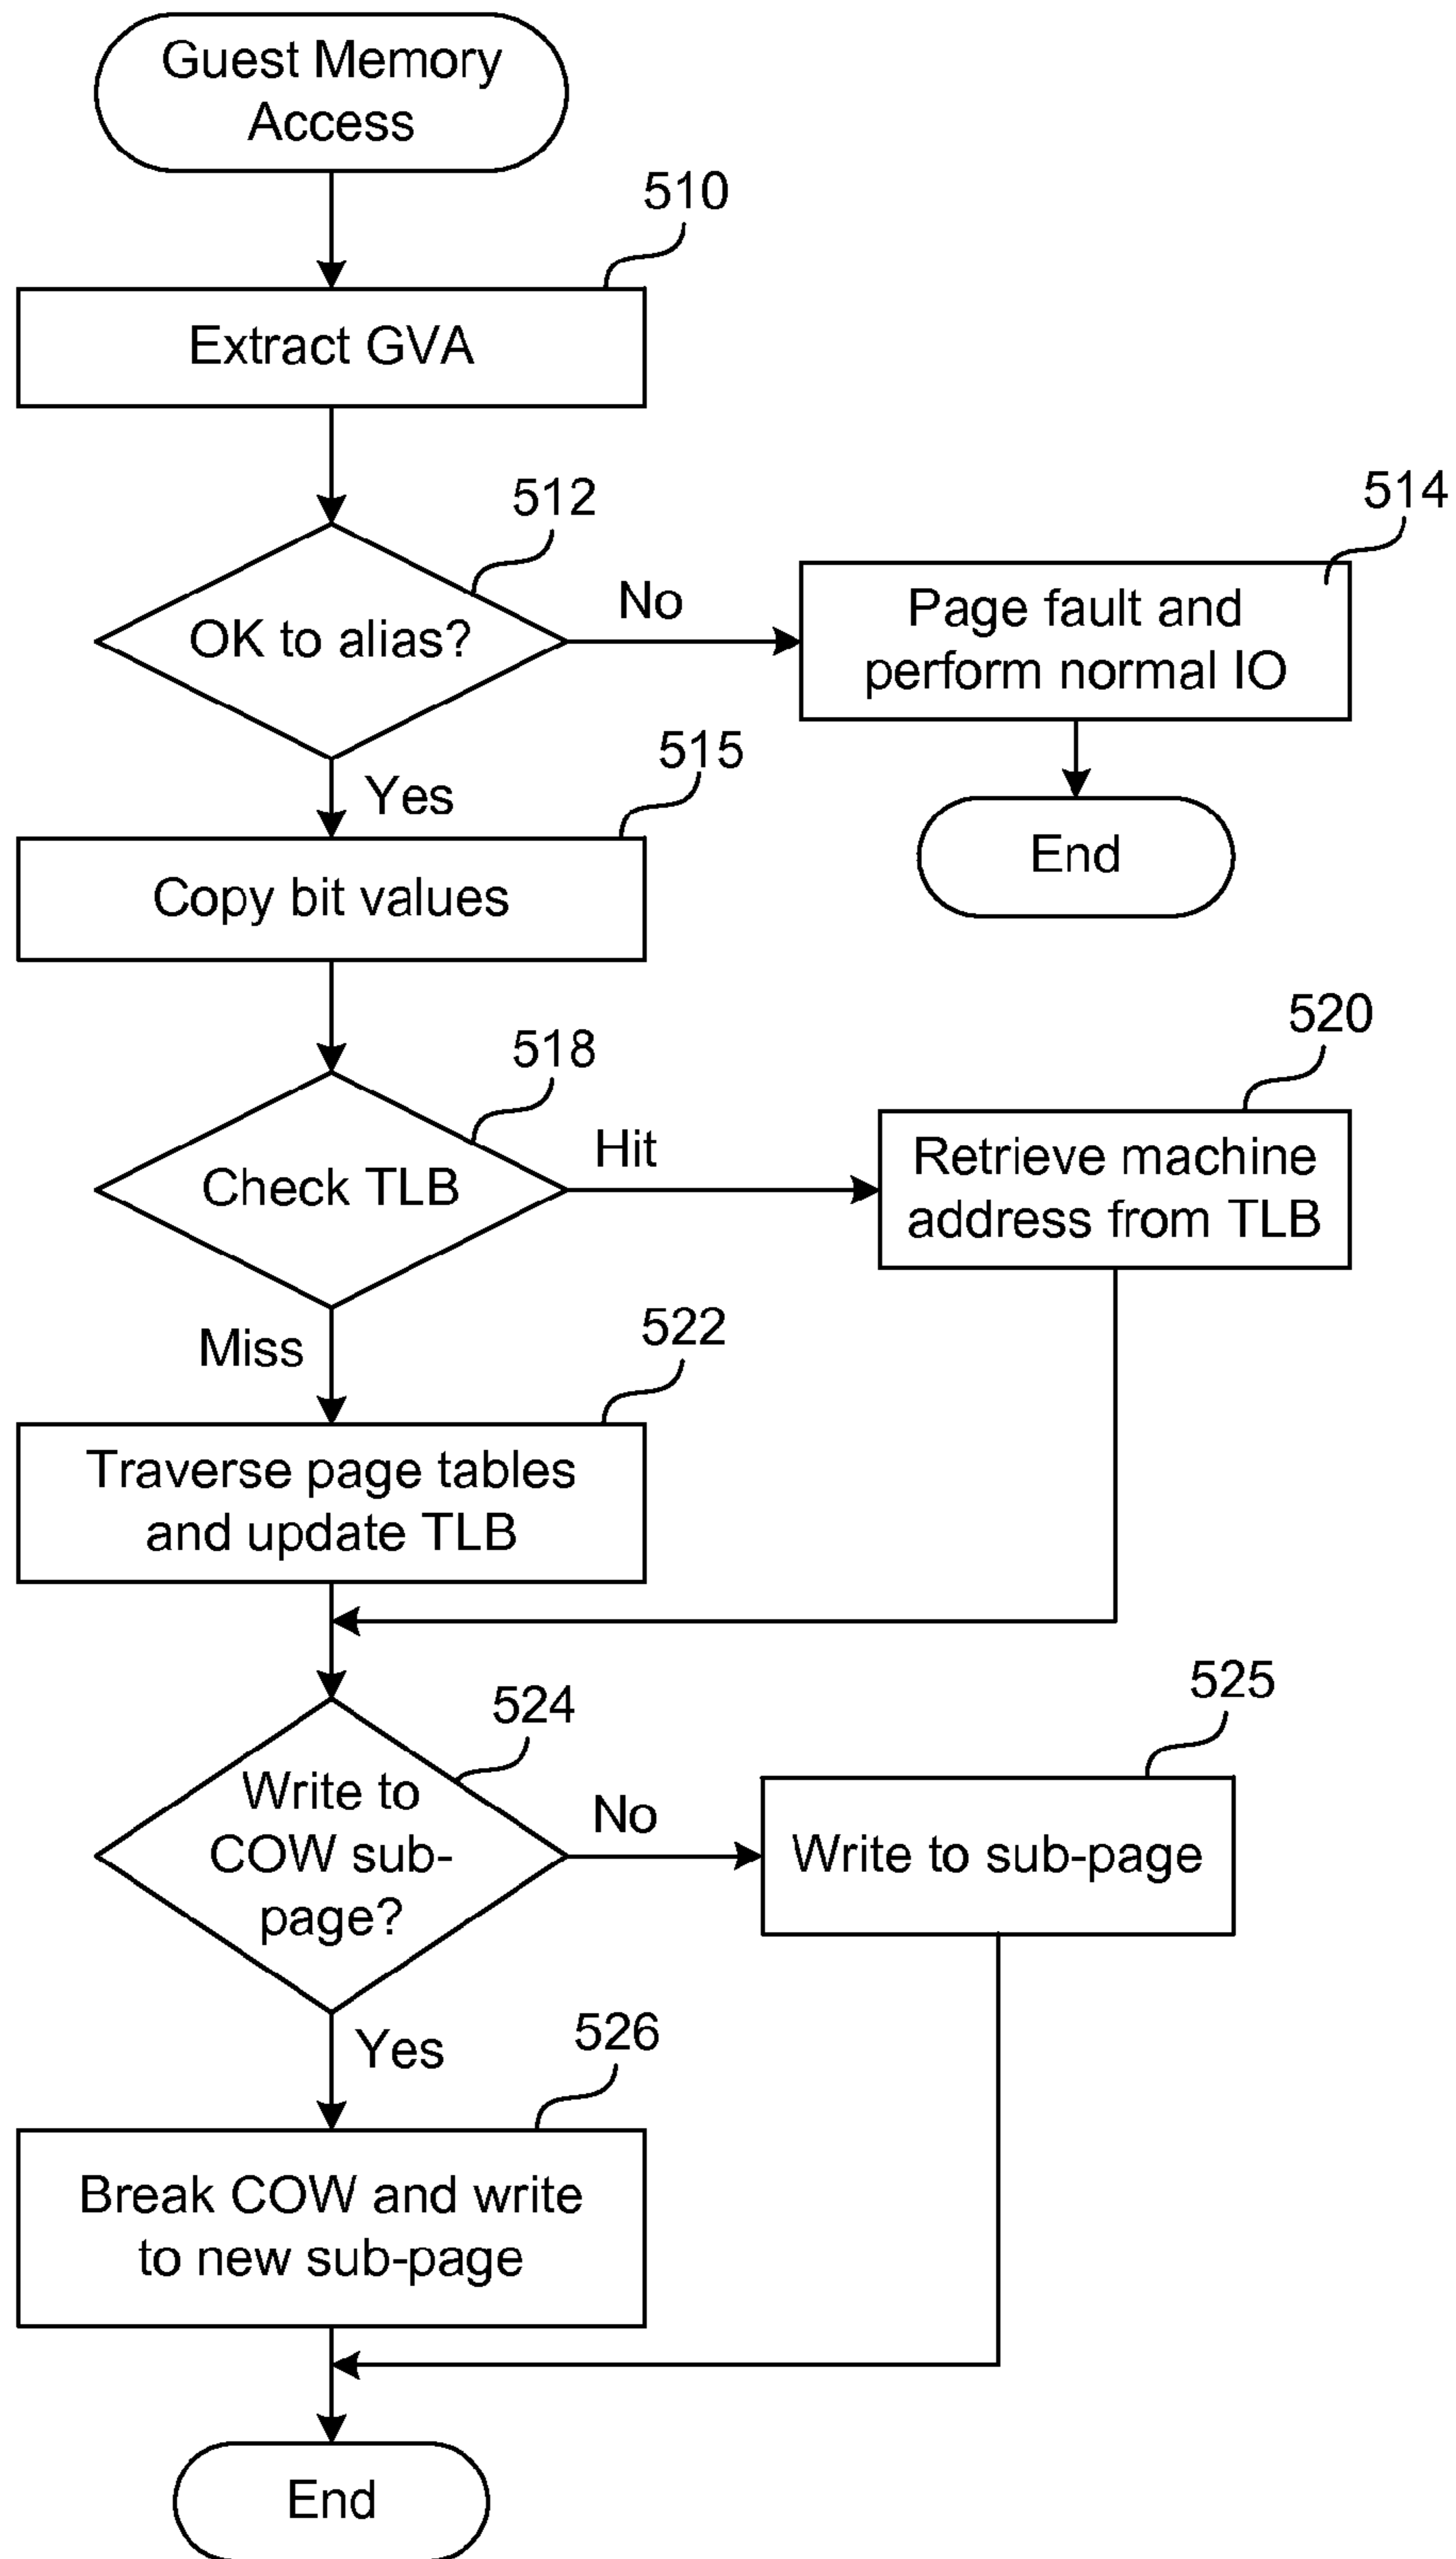 Guest Memory
Access
510
Extract GVA
512
OK to alias?
No
514
Page fault and
perform normal IO
End
Yes
515
Copy bit values
518
Check TLB
Hit
520
Retrieve machine
address from TLB
Miss
522
Traverse page tables
and update TLB
524
Write to
COW sub-
page?
No
525
Write to sub-page
Yes
526
Break COW and write
to new sub-page
End